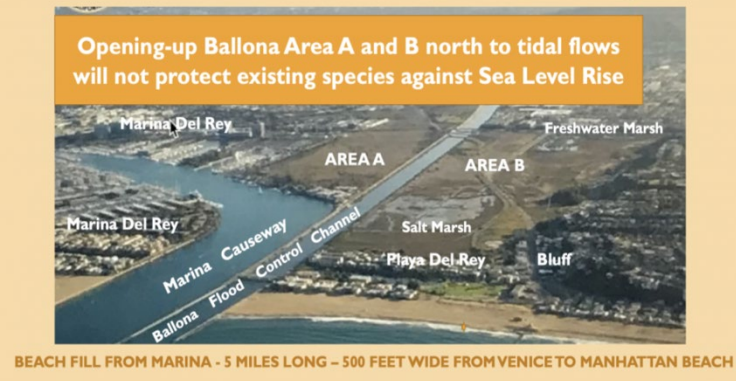 Opening-up Ballona Area A and B north to tidal flows
will not protect existing species against Sea Level Rise
Marina Del Rey
Freshwater Marsh
AREA A
AREA B
Marina Del Rey
Salt Marsh
Marina Causeway
Playa Del Rey
Bluff
Ballona Flood Control Channel
BEACH FILL FROM MARINA - 5 MILES LONG – 500 FEET WIDE FROM VENICE TO MANHATTAN BEACH